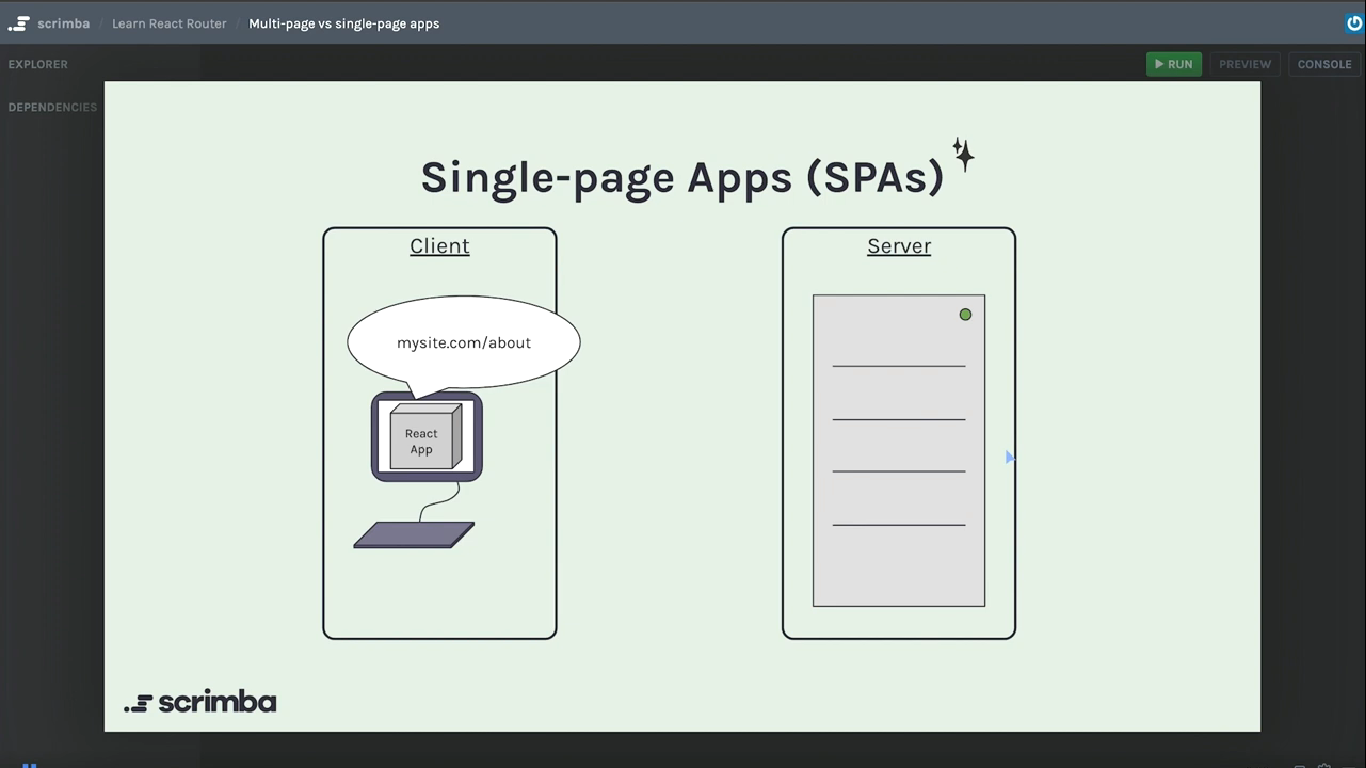 scrimba / Learn React Router / Multi-page vs single-page apps
EXPLORER
RUN
PREVIEW
CONSOLE
DEPENDENCIES
Single-page Apps (SPAs)
Client
Server
mysite.com/about
React
App
scrimba